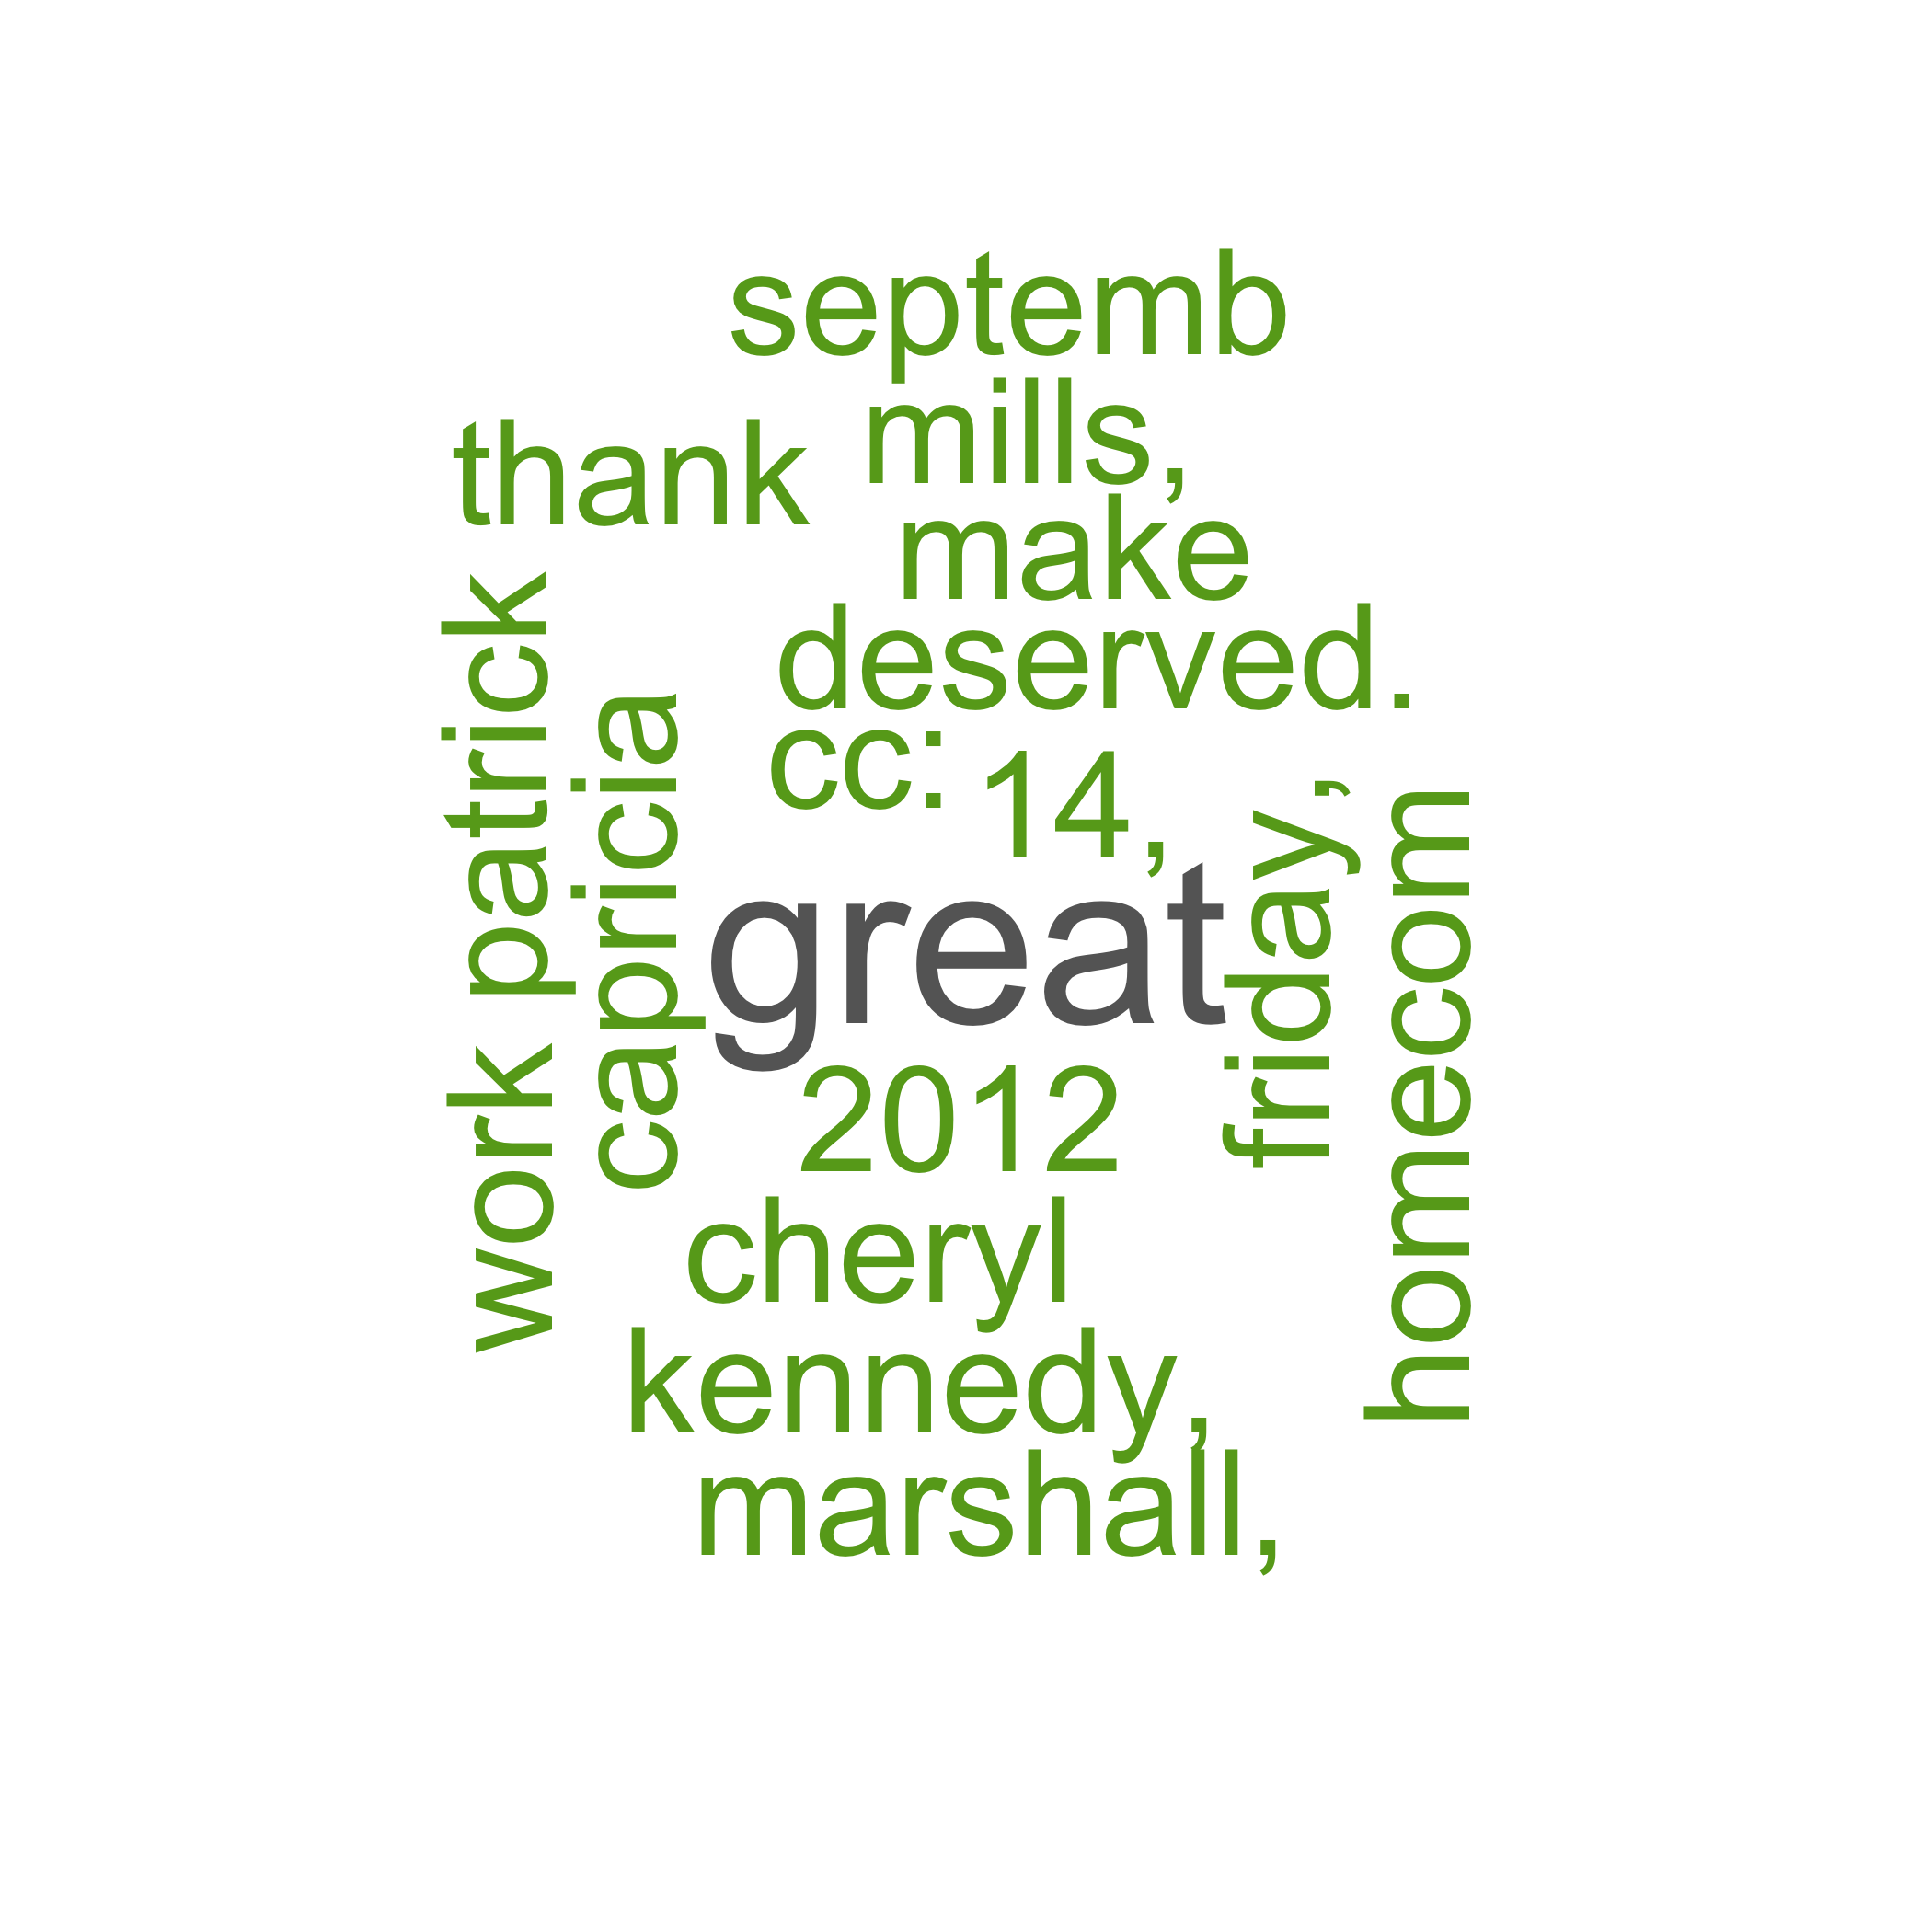 septemb
mills,
thank
make
deserved.
cc:
14,
patrick
capricia
great
friday,
homecom
work
2012
cheryl
kennedy,
marshall,